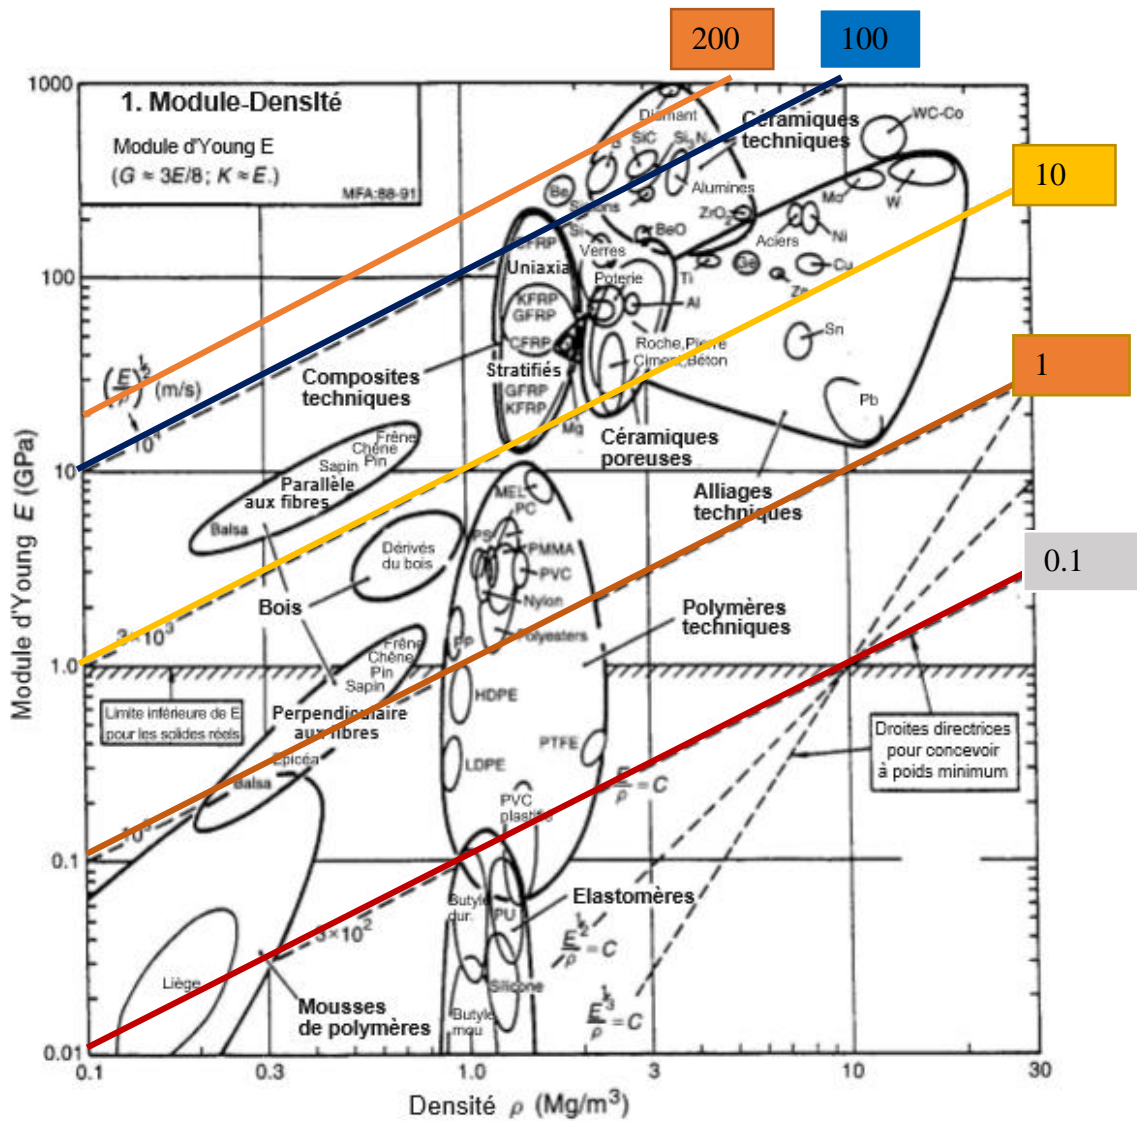 200
100
10
1
0.1
1. Module-Densité
Module d'Young E
(G ≈ 3E/8; K ≈ E.)
MFA:88-91
Diamant
Céramiques
techniques
WC-Co
B
SiC
Si₃N
Be
Alumines
Mo
W
ZrO₂
BeO
Si
Aciers
Ni
CFRP
Uniaxia
Verres
Poterie
Ti
Ge
Cu
Zn
KFRP
GFRP
Al
Sn
CFRP
Stratifiés
GFRP
KFRP
Mg
Roche,Pierre
Ciment,Béton
Pb
Composites
techniques
Céramiques
poreuses
Alliages
techniques
(E/ρ)^½ (m/s)
10⁴
Frêne
Chêne
Sapin
Pin
Parallèle
aux fibres
Balsa
Dérivés
du bois
Bois
MEL
PC
PS
PMMA
PVC
Nylon
Polyesters
PP
Polymères
techniques
3×10³
Frêne
Chêne
Pin
Sapin
Limite inférieure de E
pour les solides réels
Perpendiculaire
aux fibres
Epicéa
Balsa
HDPE
LDPE
PTFE
PVC
plastifié
E/ρ = C
Droites directrices
pour concevoir
à poids minimum
10³
Butyle
dur.
PU
Elastomères
E^½/ρ = C
3×10²
Liège
Silicone
E^⅓/ρ = C
Mousses
de polymères
Butyle
mou
1000
100
10
1.0
0.1
0.01
Module d'Young E (GPa)
0.1
0.3
1.0
3
10
30
Densité ρ (Mg/m³)